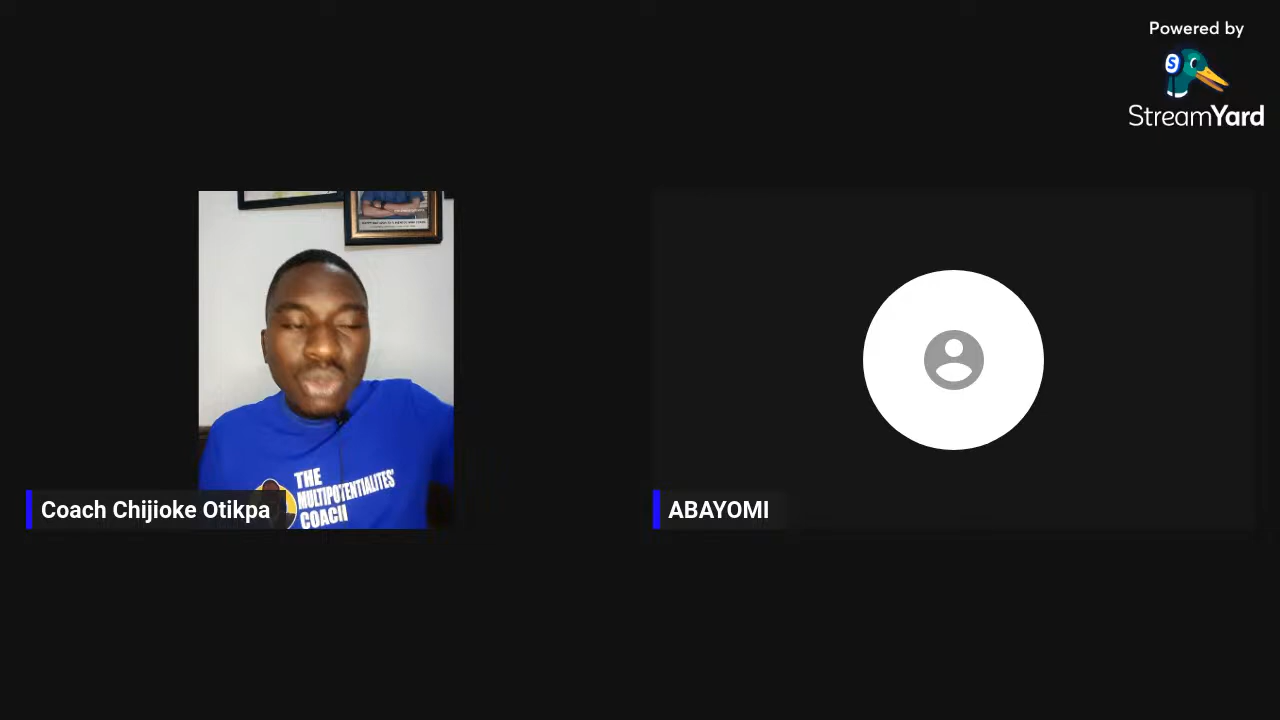 Powered by
S
StreamYard
THE
MULTIPOTENTIALITES'
COACH
Coach Chijioke Otikpa
ABAYOMI